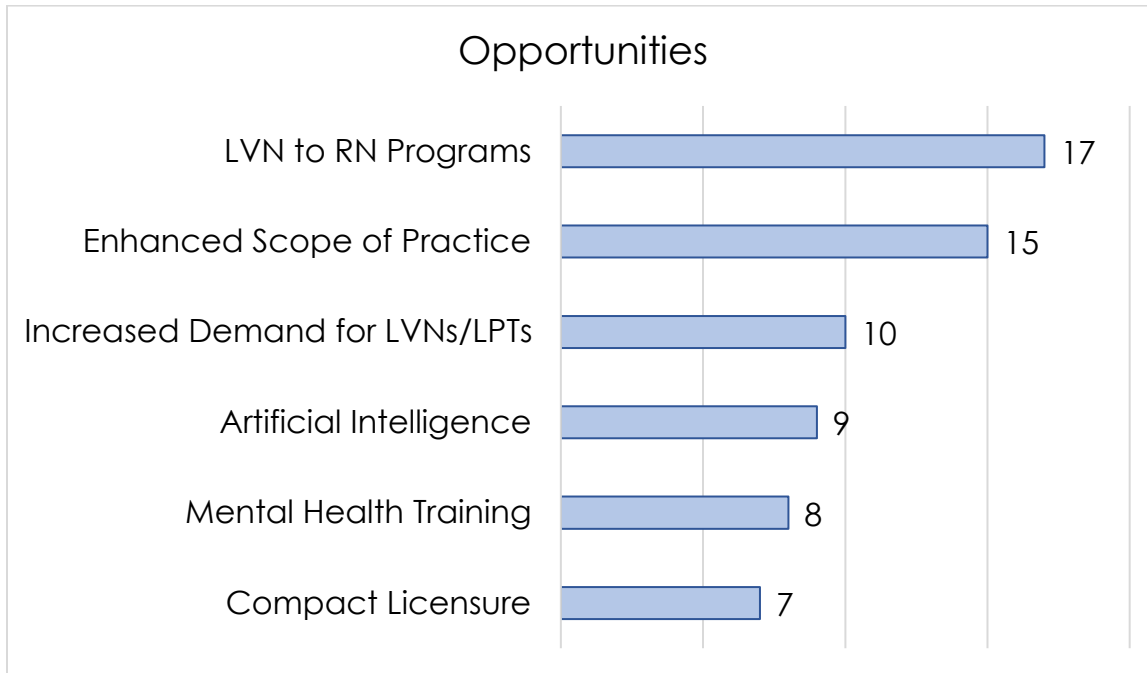 Opportunities
LVN to RN Programs 17
Enhanced Scope of Practice 15
Increased Demand for LVNs/LPTs 10
Artificial Intelligence 9
Mental Health Training 8
Compact Licensure 7